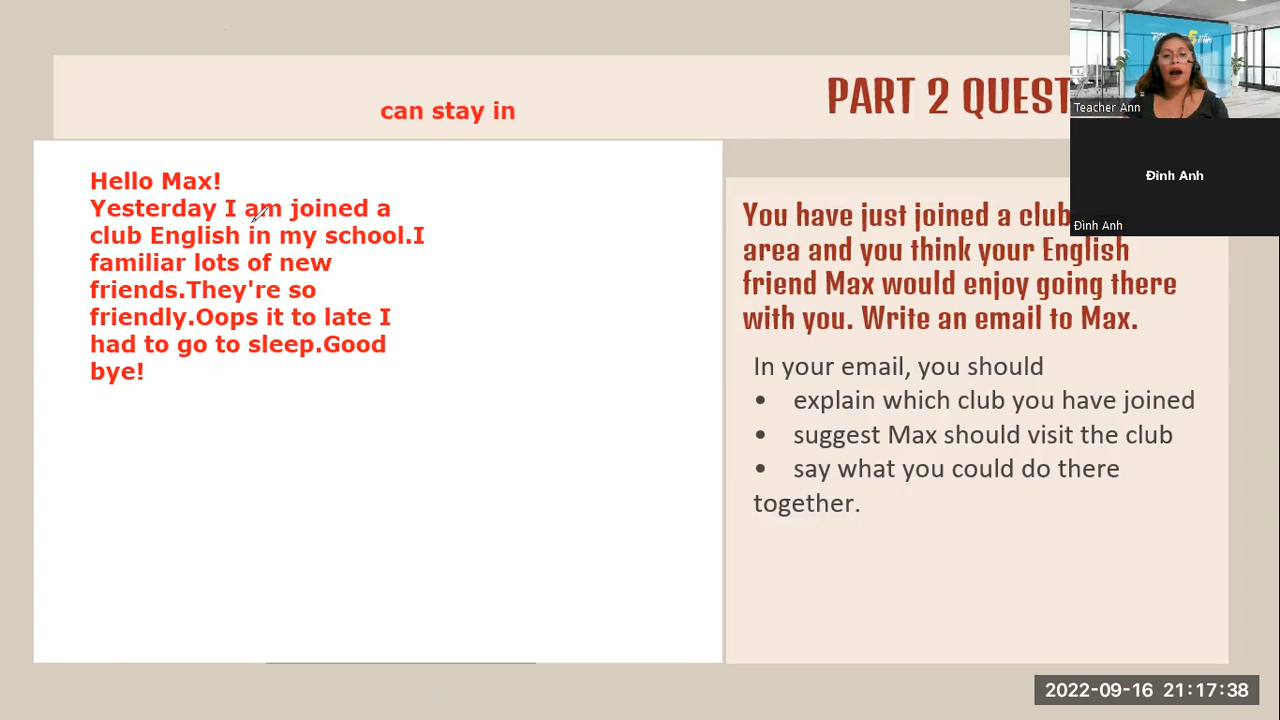 PART 2 QUEST
can stay in
Hello Max!
Yesterday I am joined a
club English in my school.I
familiar lots of new
friends.They're so
friendly.Oops it to late I
had to go to sleep.Good
bye!
You have just joined a club
area and you think your English
friend Max would enjoy going there
with you. Write an email to Max.
In your email, you should
• explain which club you have joined
• suggest Max should visit the club
• say what you could do there
together.
Teacher Ann
Đình Anh
Đình Anh
2022-09-16 21:17:38